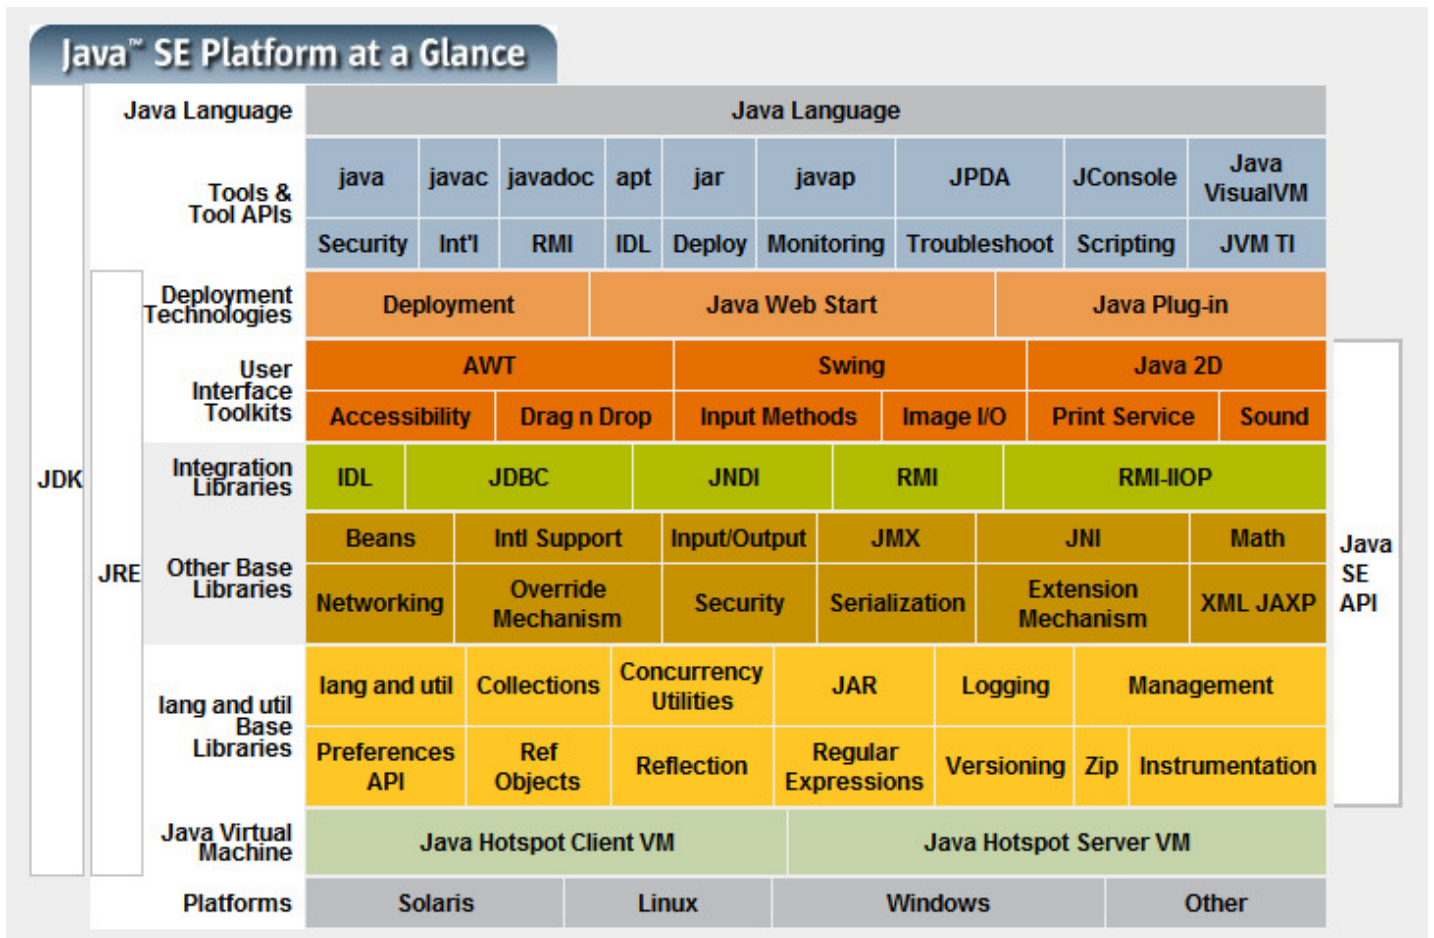 Java™ SE Platform at a Glance
Java Language
Java Language
Tools &
Tool APIs
java javac javadoc apt jar javap JPDA JConsole Java
VisualVM
Security Int'l RMI IDL Deploy Monitoring Troubleshoot Scripting JVM TI
Deployment
Technologies
Deployment Java Web Start Java Plug-in
User
Interface
Toolkits
AWT Swing Java 2D
Accessibility Drag n Drop Input Methods Image I/O Print Service Sound
Integration
Libraries
IDL JDBC JNDI RMI RMI-IIOP
JDK
JRE
Other Base
Libraries
Beans Intl Support Input/Output JMX JNI Math
Networking Override
Mechanism Security Serialization Extension
Mechanism XML JAXP
Java
SE
API
lang and util
Base
Libraries
lang and util Collections Concurrency
Utilities JAR Logging Management
Preferences
API Ref
Objects Reflection Regular
Expressions Versioning Zip Instrumentation
Java Virtual
Machine
Java Hotspot Client VM Java Hotspot Server VM
Platforms
Solaris Linux Windows Other